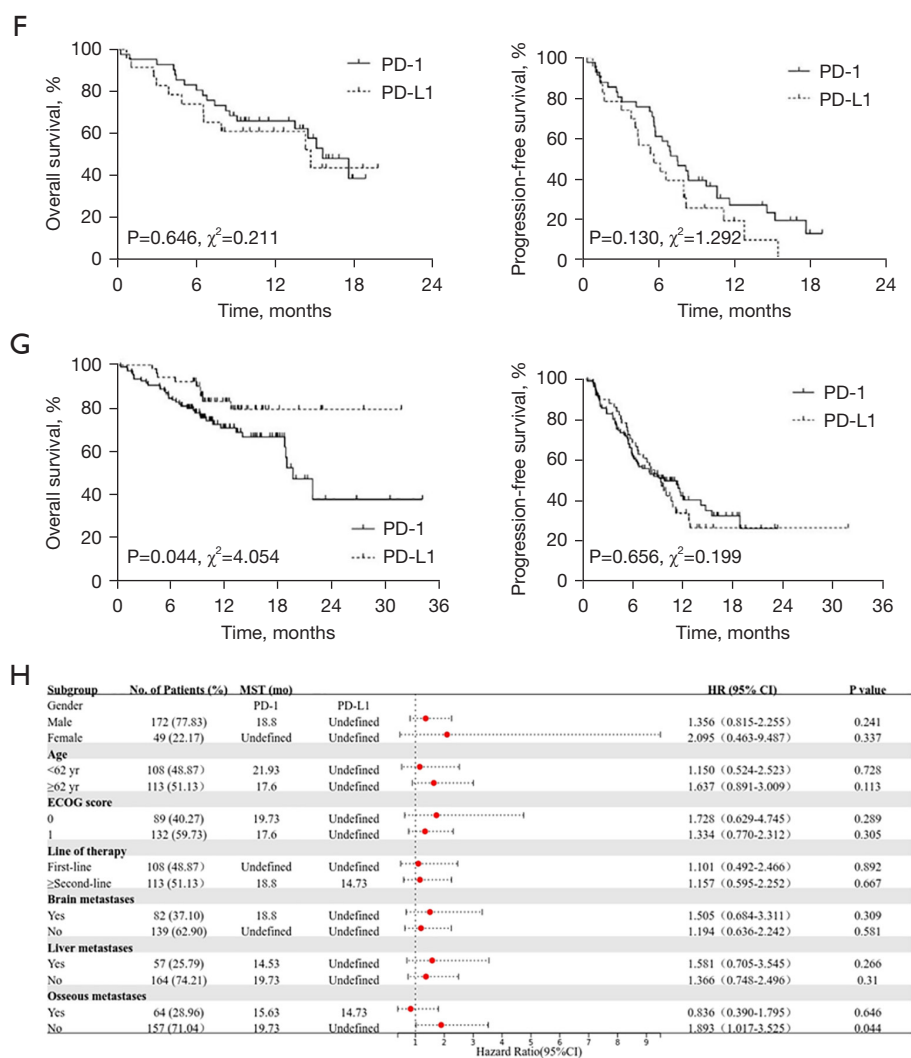 F
Overall survival, %
100
80
60
40
20
0
PD-1
PD-L1
P=0.646, χ²=0.211
0 6 12 18 24
Time, months
Progression-free survival, %
100
80
60
40
20
0
PD-1
PD-L1
P=0.130, χ²=1.292
0 6 12 18 24
Time, months
G
Overall survival, %
100
80
60
40
20
0
PD-1
PD-L1
P=0.044, χ²=4.054
0 6 12 18 24 30 36
Time, months
Progression-free survival, %
100
80
60
40
20
0
PD-1
PD-L1
P=0.656, χ²=0.199
0 6 12 18 24 30 36
Time, months
H
Subgroup No. of Patients (%) MST (mo) HR (95% CI) P value
Gender PD-1 PD-L1
Male 172 (77.83) 18.8 Undefined 1.356 (0.815-2.255) 0.241
Female 49 (22.17) Undefined Undefined 2.095 (0.463-9.487) 0.337
Age
<62 yr 108 (48.87) 21.93 Undefined 1.150 (0.524-2.523) 0.728
≥62 yr 113 (51.13) 17.6 Undefined 1.637 (0.891-3.009) 0.113
ECOG score
0 89 (40.27) 19.73 Undefined 1.728 (0.629-4.745) 0.289
1 132 (59.73) 17.6 Undefined 1.334 (0.770-2.312) 0.305
Line of therapy
First-line 108 (48.87) Undefined Undefined 1.101 (0.492-2.466) 0.892
≥Second-line 113 (51.13) 18.8 14.73 1.157 (0.595-2.252) 0.667
Brain metastases
Yes 82 (37.10) 18.8 Undefined 1.505 (0.684-3.311) 0.309
No 139 (62.90) Undefined Undefined 1.194 (0.636-2.242) 0.581
Liver metastases
Yes 57 (25.79) 14.53 Undefined 1.581 (0.705-3.545) 0.266
No 164 (74.21) 19.73 Undefined 1.366 (0.748-2.496) 0.31
Osseous metastases
Yes 64 (28.96) 15.63 14.73 0.836 (0.390-1.795) 0.646
No 157 (71.04) 19.73 Undefined 1.893 (1.017-3.525) 0.044
1 2 3 4 5 6 7 8 9
Hazard Ratio(95%CI)